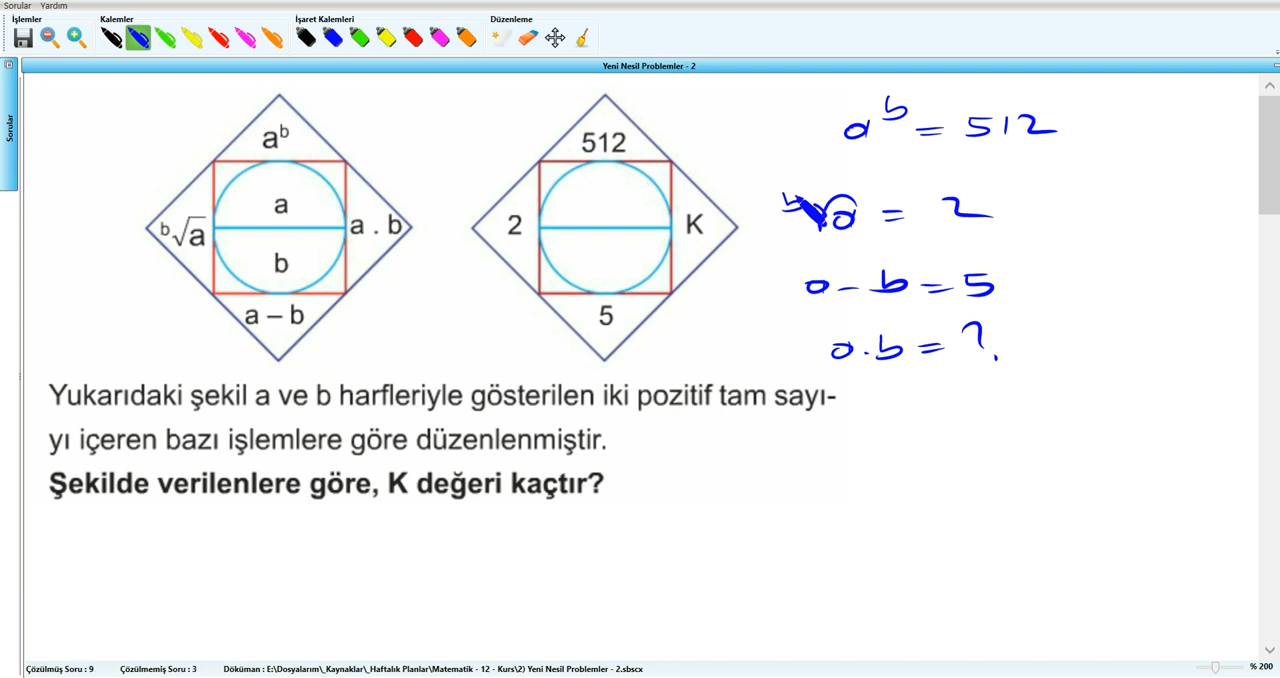 Sorular Yardım
İşlemler Kalemler İşaret Kalemleri Düzenleme
Yeni Nesil Problemler - 2
Sorular
a^b
a
b
ᵇ√a
a . b
a – b
512
2
K
5
a^b = 512
ᵇ√a = 2
a - b = 5
a.b = ?
Yukarıdaki şekil a ve b harfleriyle gösterilen iki pozitif tam sayı-
yı içeren bazı işlemlere göre düzenlenmiştir.
Şekilde verilenlere göre, K değeri kaçtır?
Çözülmüş Soru : 9 Çözülmemiş Soru : 3 Döküman : E:\Dosyalarım\_Kaynaklar\_Haftalık Planlar\Matematik - 12 - Kurs\2) Yeni Nesil Problemler - 2.sbscx % 200